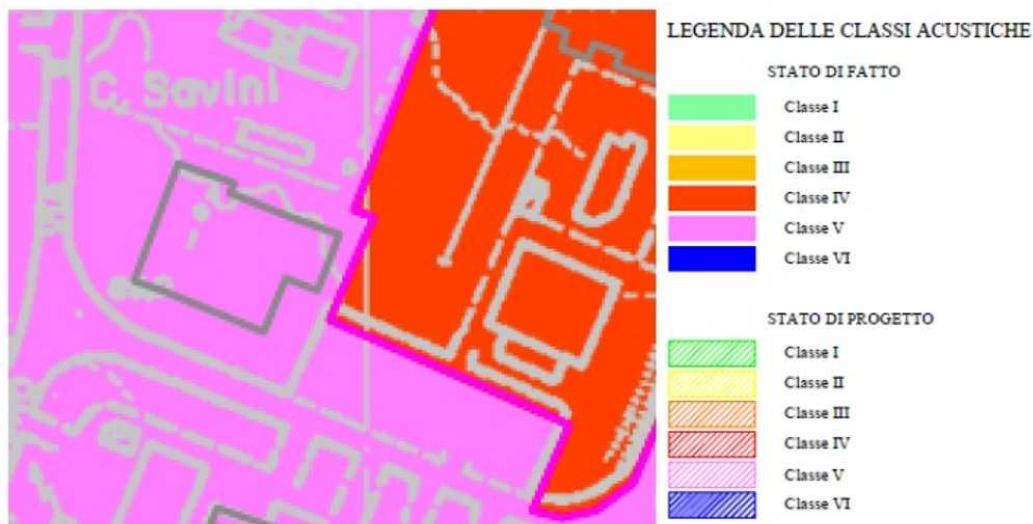 C. Savini
LEGENDA DELLE CLASSI ACUSTICHE
STATO DI FATTO
Classe I
Classe II
Classe III
Classe IV
Classe V
Classe VI
STATO DI PROGETTO
Classe I
Classe II
Classe III
Classe IV
Classe V
Classe VI